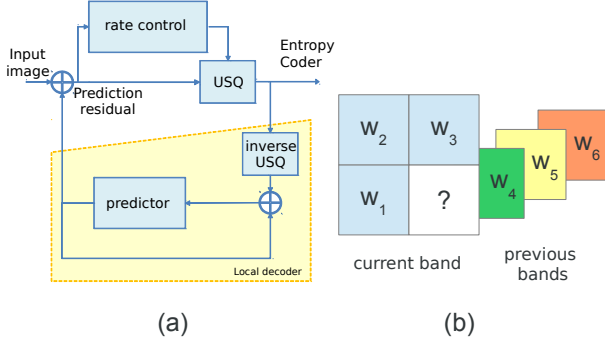 rate control
Input
image
Entropy
Coder
USQ
Prediction
residual
inverse
USQ
predictor
Local decoder
(a)
W2
W3
W1
?
W4
W5
W6
current band
previous
bands
(b)